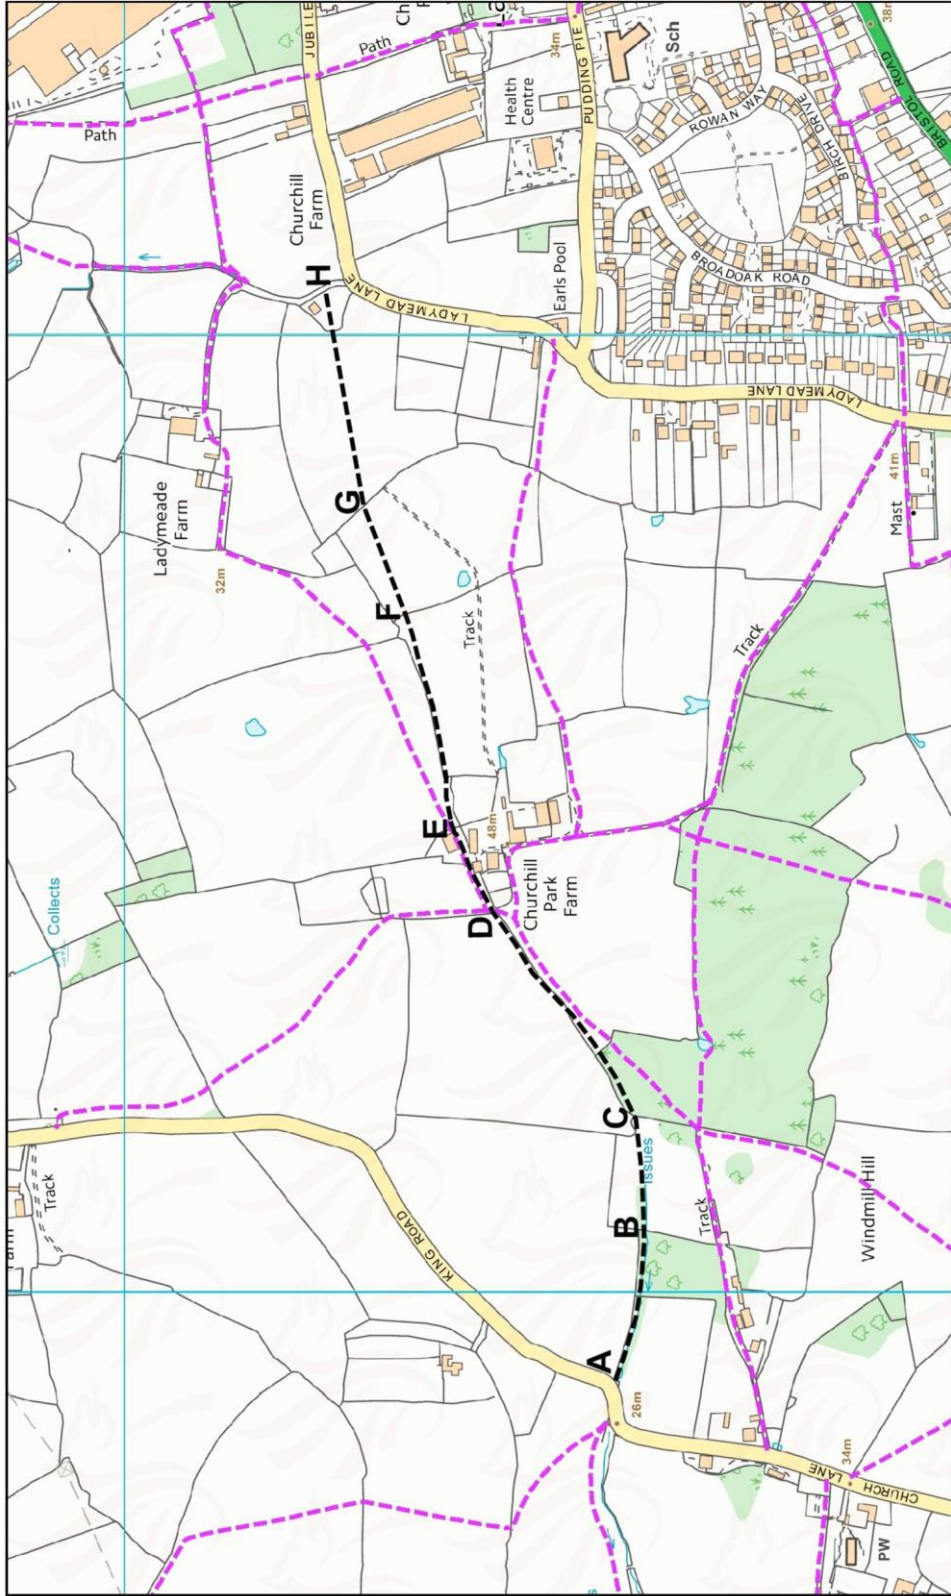 Track
Collects
Path
Path
Ladymeade
Farm
32m
Churchill
Farm
JUBILE
H
G
LADYMEAD LANE
F
KING ROAD
E
D
Track
48m
Churchill
Park
Farm
Health
Centre
34m
Earls Pool
PUDDING PIE
A
B
C
26m
Issues
Sch
Track
Track
ROWAN WAY
BROADOAK ROAD
LADYMEAD LANE
BIRCH DRIVE
CHURCH LANE
34m
Windmill Hill
Mast
41m
PW
BRISTOL ROAD